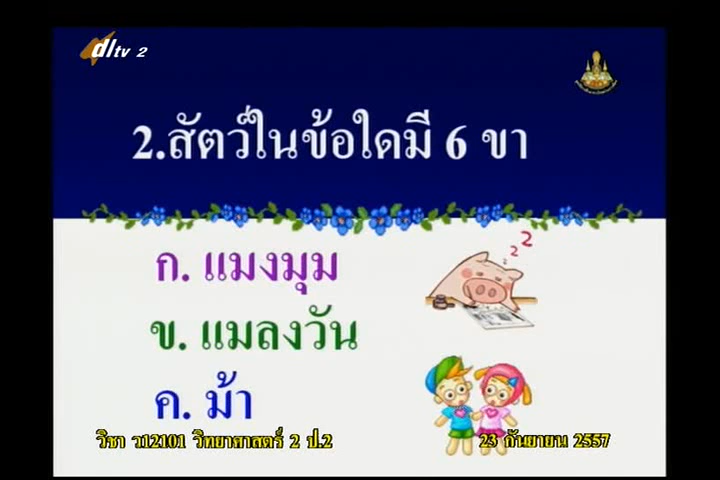 dltv 2
2.สัตว์ในข้อใดมี 6 ขา
ก. แมงมุม
ข. แมลงวัน
ค. ม้า
z z z
วิชา ว12101 วิทยาศาสตร์ 2 ป.2
23 กันยายน 2557